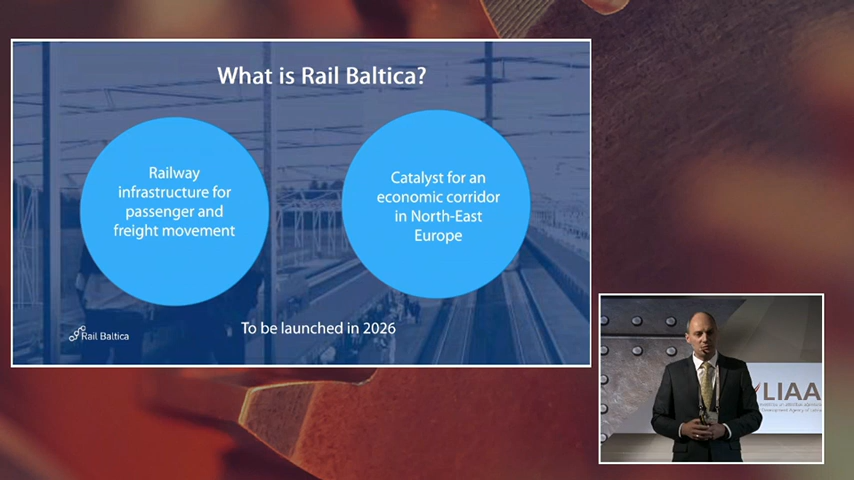 What is Rail Baltica?
Railway
infrastructure for
passenger and
freight movement
Catalyst for an
economic corridor
in North-East
Europe
To be launched in 2026
Rail Baltica
LIAA